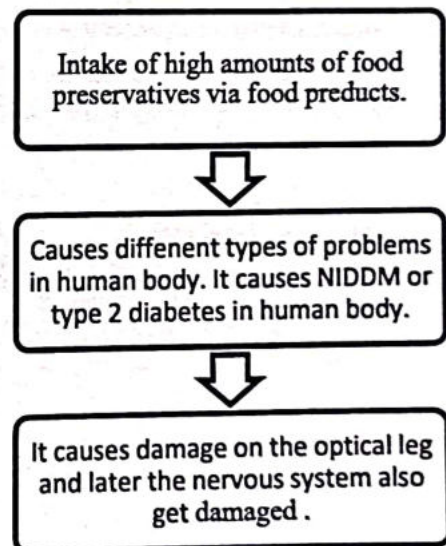 Intake of high amounts of food
preservatives via food preducts.
Causes diffenent types of problems
in human body. It causes NIDDM or
type 2 diabetes in human body.
It causes damage on the optical leg
and later the nervous system also
get damaged .